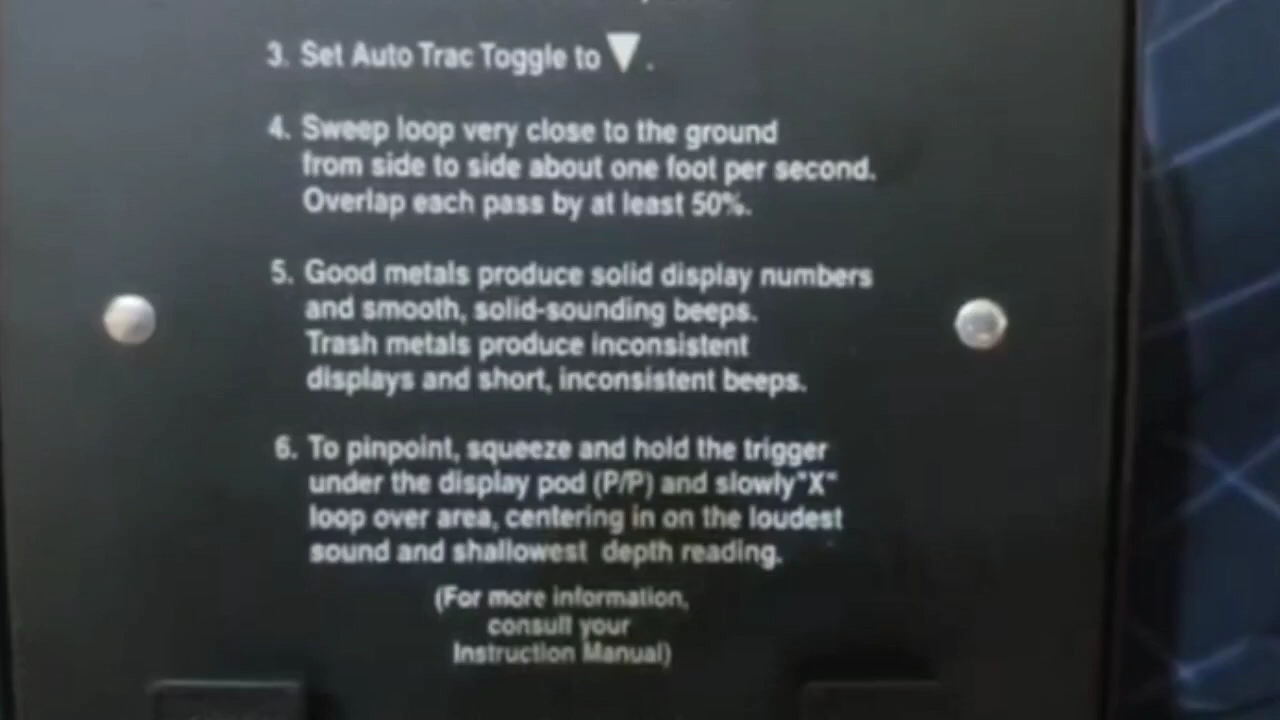 3. Set Auto Trac Toggle to ▼.
4. Sweep loop very close to the ground
from side to side about one foot per second.
Overlap each pass by at least 50%.
5. Good metals produce solid display numbers
and smooth, solid-sounding beeps.
Trash metals produce inconsistent
displays and short, inconsistent beeps.
6. To pinpoint, squeeze and hold the trigger
under the display pod (P/P) and slowly "X"
loop over area, centering in on the loudest
sound and shallowest depth reading.
(For more information,
consult your
Instruction Manual)